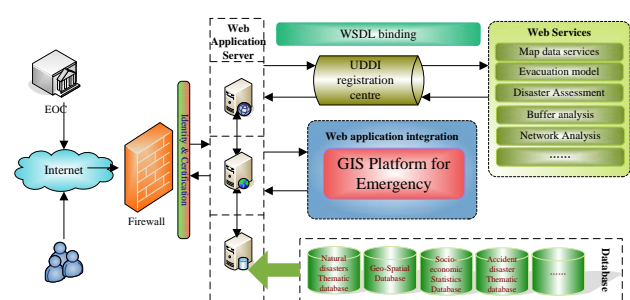 EOC
Internet
Firewall
Identity & Certification
Web
Application
Server
WSDL binding
UDDI
registration
centre
Web Services
Map data services
Evacuation model
Disaster Assessment
Buffer analysis
Network Analysis
……
Web application integration
GIS Platform for
Emergency
Natural
disasters
Thematic
database
Geo-Spatial
Database
Socio-
economic
Statistics
Database
Accident
disaster
Thematic
database
……
Database